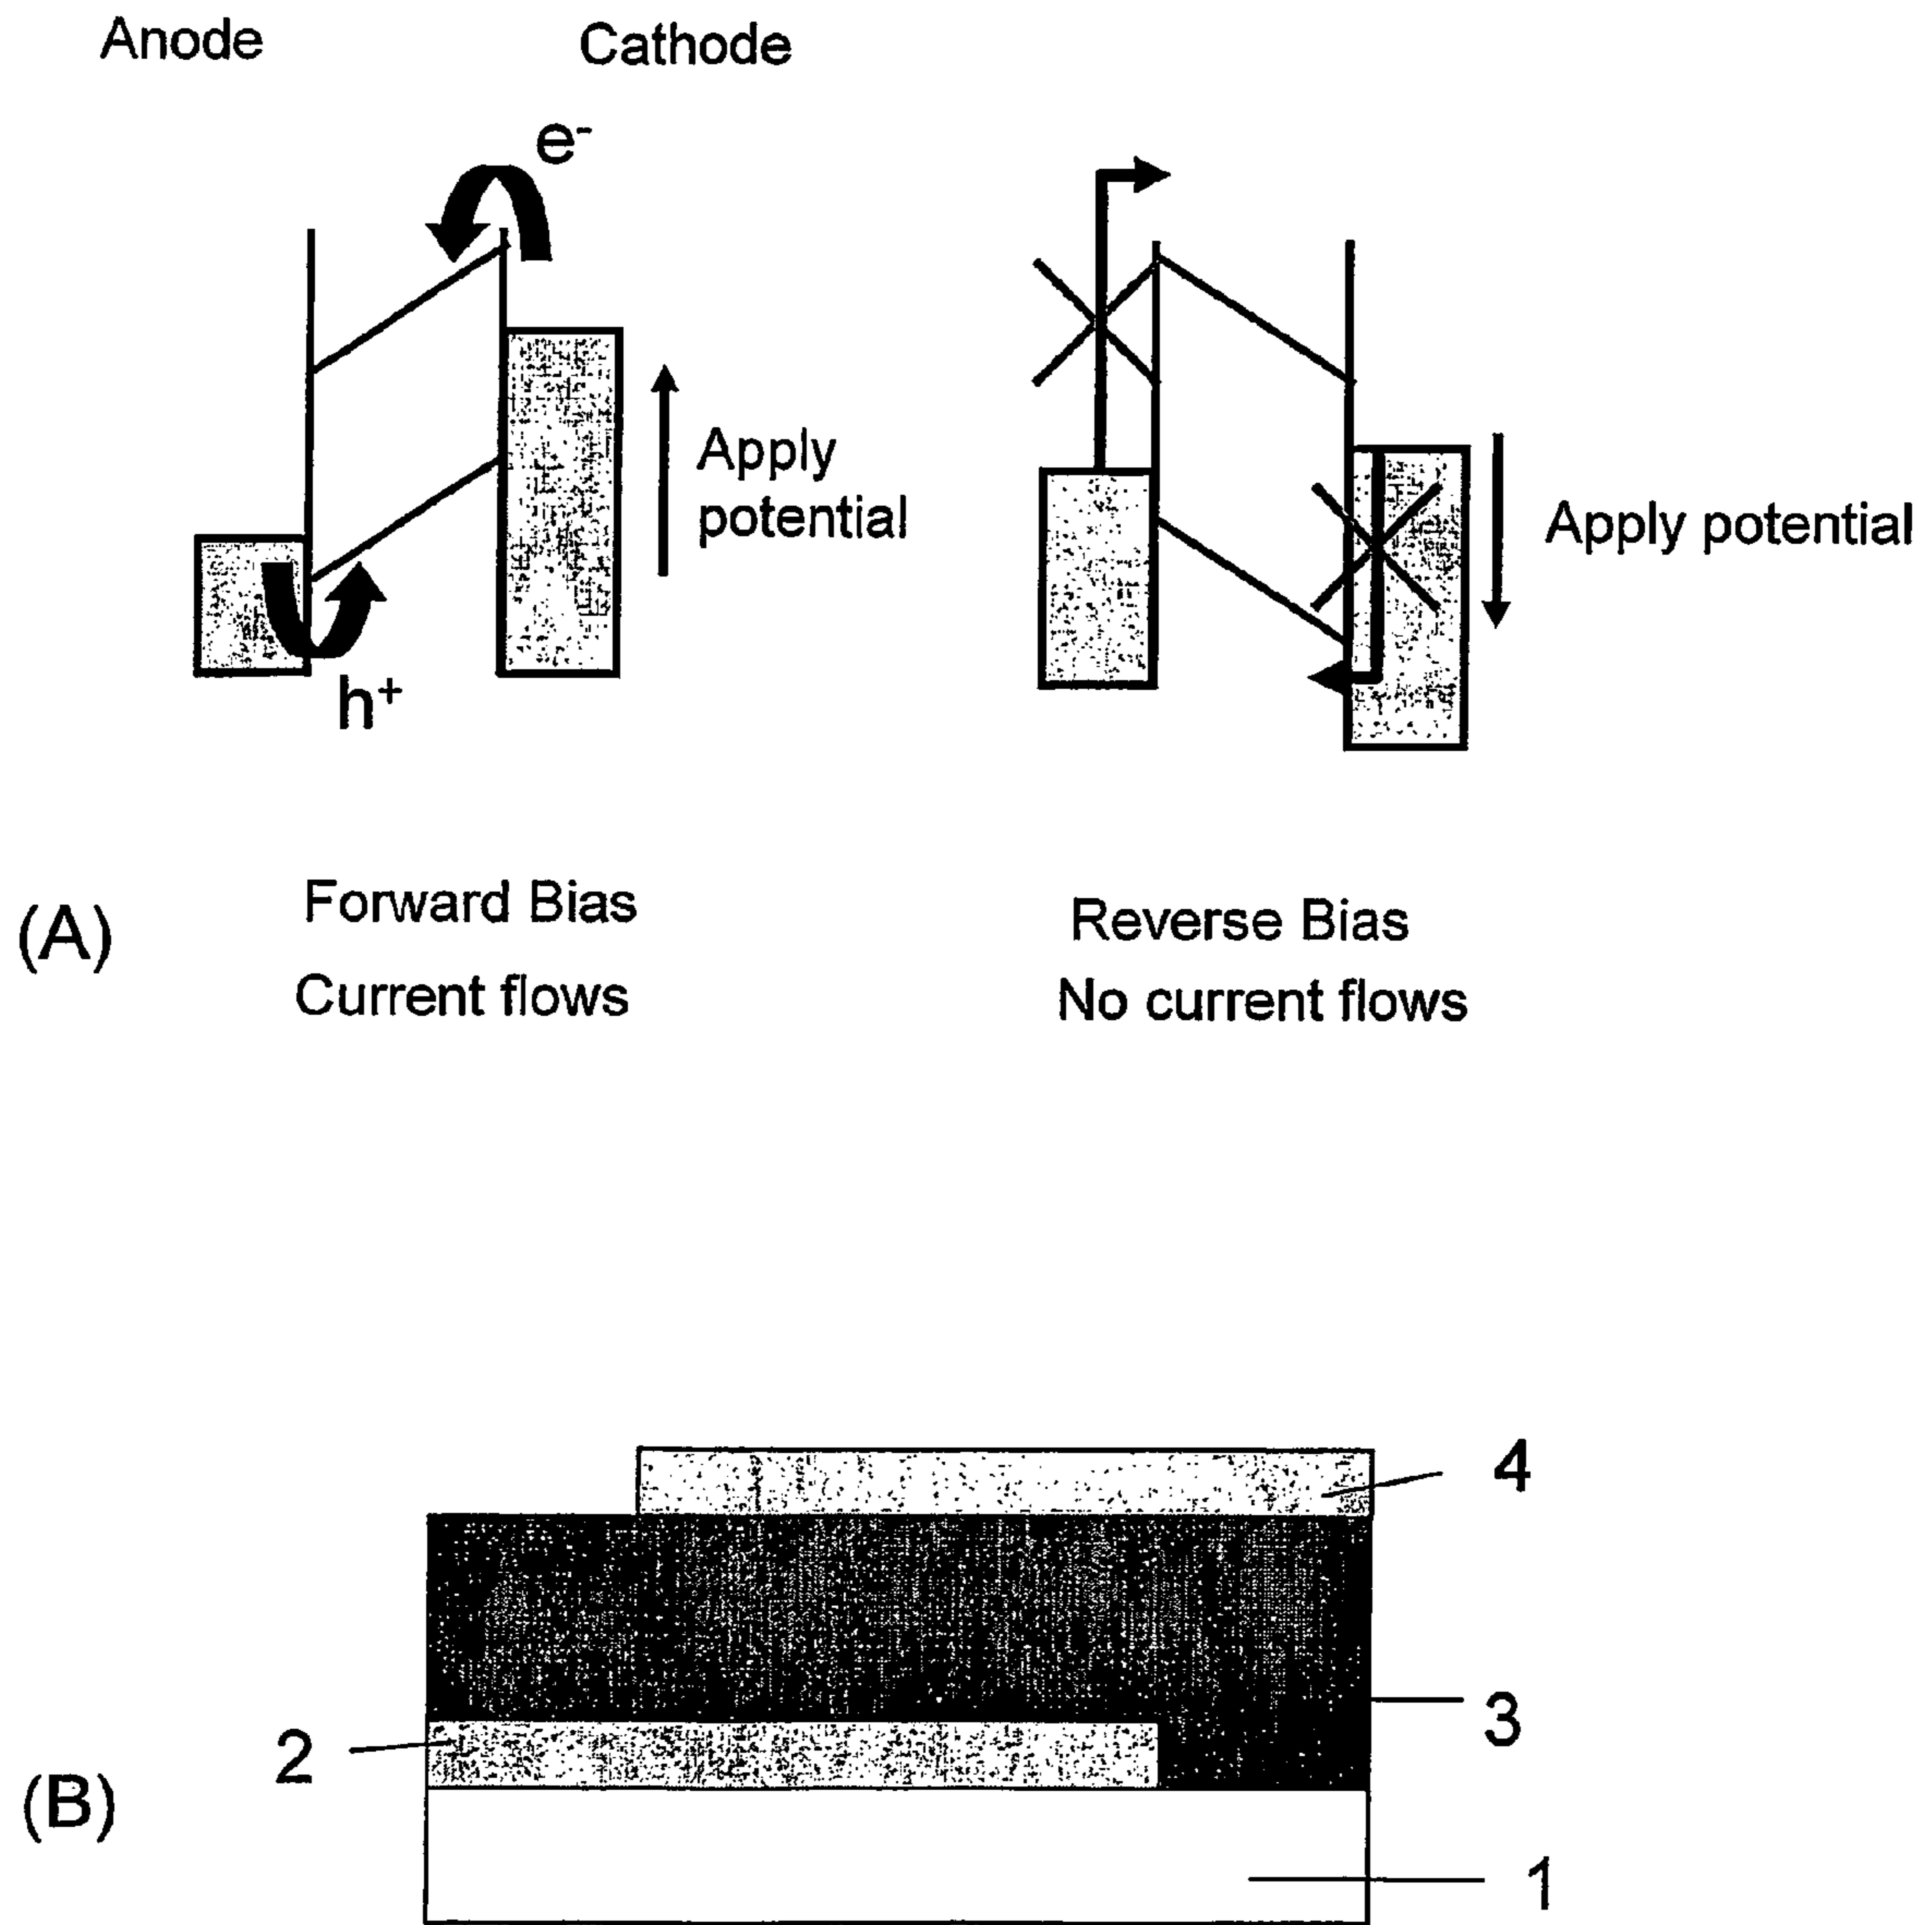 Anode
Cathode
e⁻
Apply
potential
h⁺
Apply potential
(A)
Forward Bias
Current flows
Reverse Bias
No current flows
4
3
2
(B)
1